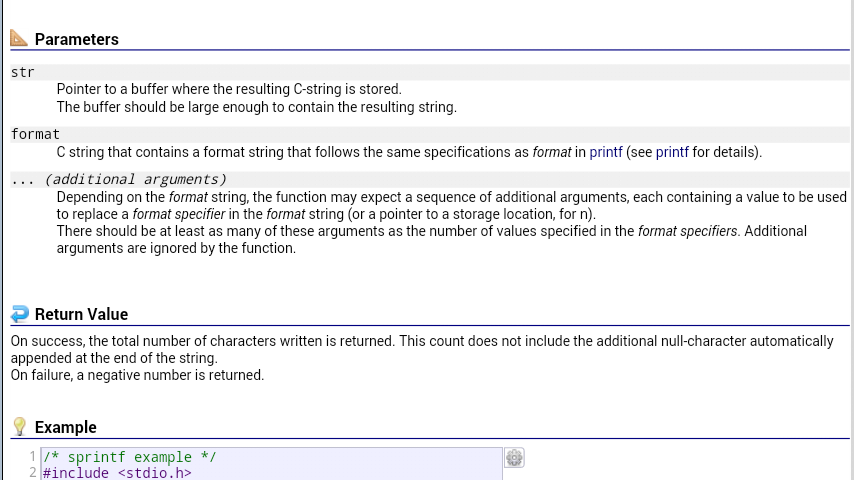 Parameters
str
Pointer to a buffer where the resulting C-string is stored.
The buffer should be large enough to contain the resulting string.
format
C string that contains a format string that follows the same specifications as format in printf (see printf for details).
... (additional arguments)
Depending on the format string, the function may expect a sequence of additional arguments, each containing a value to be used
to replace a format specifier in the format string (or a pointer to a storage location, for n).
There should be at least as many of these arguments as the number of values specified in the format specifiers. Additional
arguments are ignored by the function.
Return Value
On success, the total number of characters written is returned. This count does not include the additional null-character automatically
appended at the end of the string.
On failure, a negative number is returned.
Example
1 /* sprintf example */
2 #include <stdio.h>